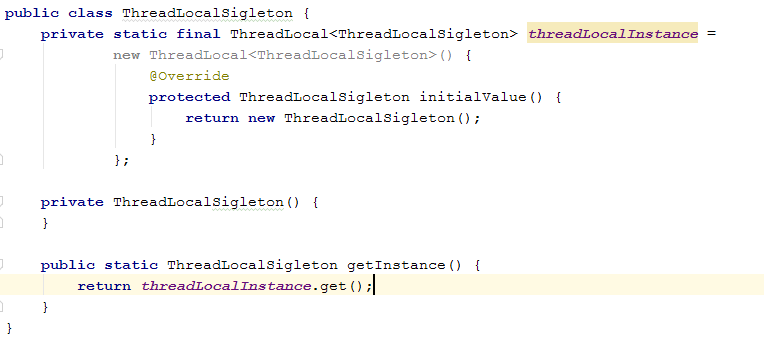 public class ThreadLocalSigleton {
    private static final ThreadLocal<ThreadLocalSigleton> threadLocalInstance =
            new ThreadLocal<ThreadLocalSigleton>() {
                @Override
                protected ThreadLocalSigleton initialValue() {
                    return new ThreadLocalSigleton();
                }
            };

    private ThreadLocalSigleton() {
    }

    public static ThreadLocalSigleton getInstance() {
        return threadLocalInstance.get();
    }
}